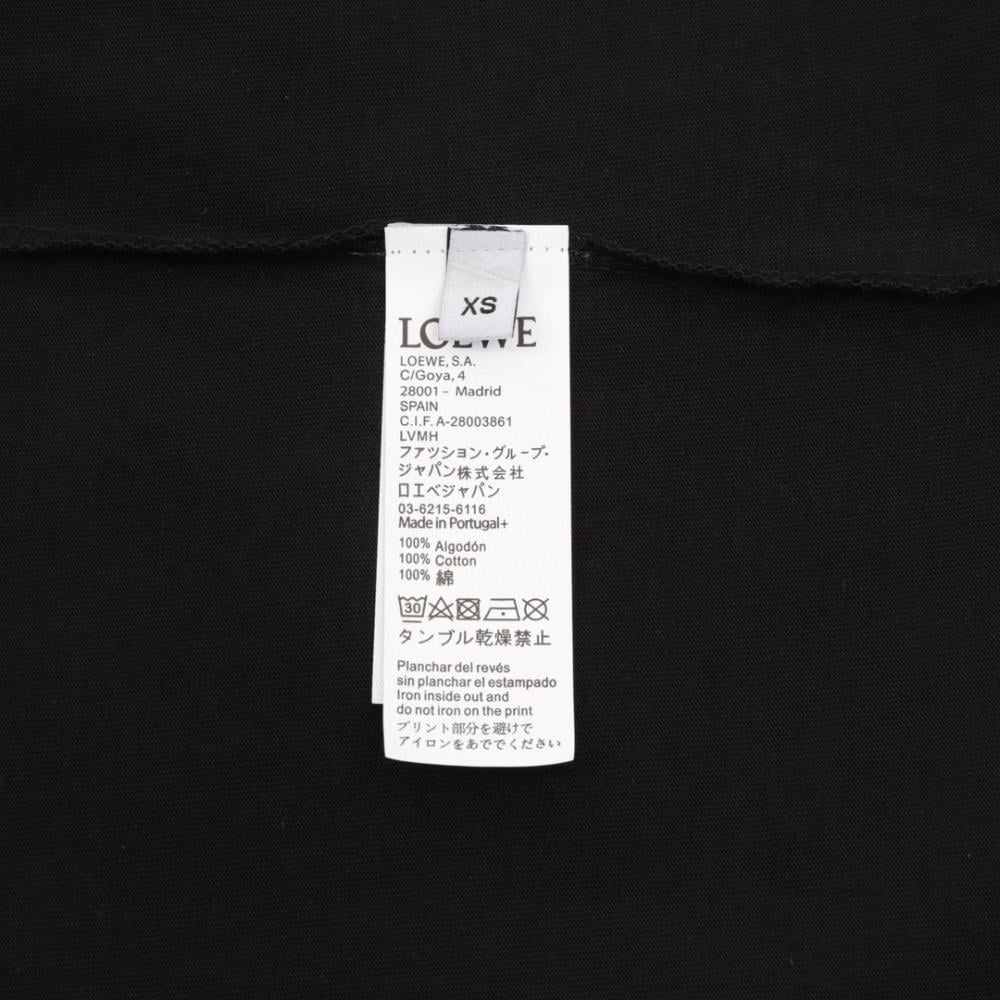 XS
LOEWE
LOEWE, S.A.
C/Goya, 4
28001 - Madrid
SPAIN
C.I.F. A-28003861
LVMH
ファツション・グループ・
ジャパン株式会社
ロエベジャパン
03-6215-6116
Made in Portugal+
100% Algodón
100% Cotton
100% 綿
30
タンブル乾燥禁止
Planchar del revés
sin planchar el estampado
Iron inside out and
do not iron on the print
プリント部分を避けで
アイロンをあででください